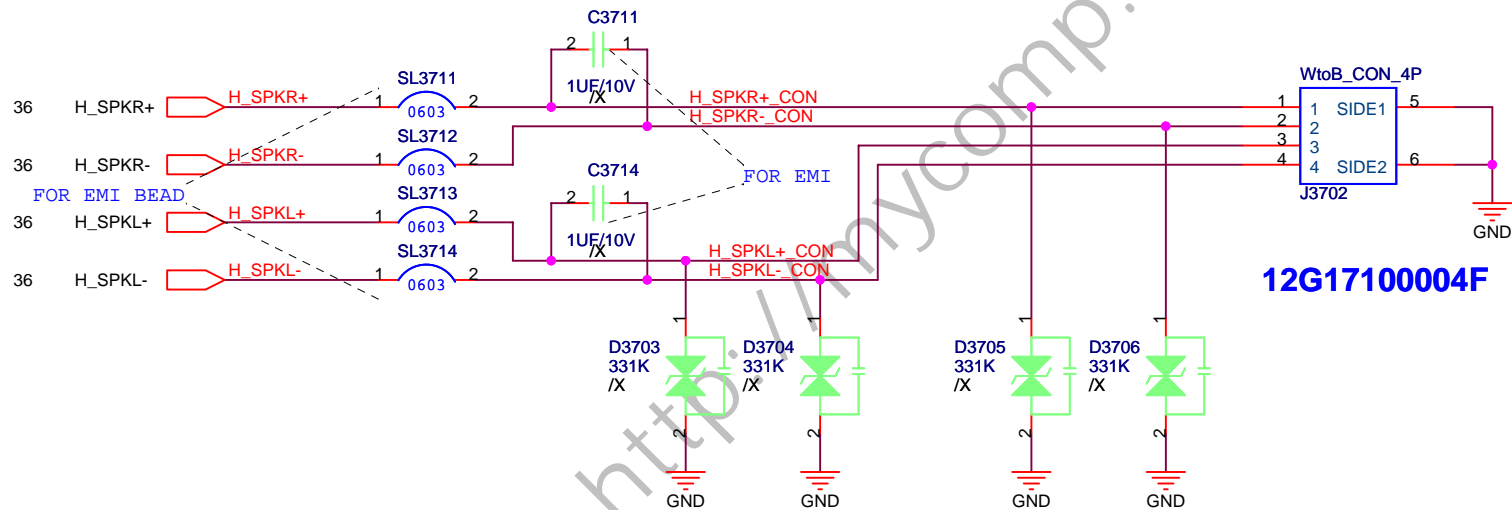 C3711
2 1
1UF/10V
/X
WtoB_CON_4P
36 H_SPKR+ H_SPKR+ 1 SL3711 2 0603 H_SPKR+_CON 1 1 SIDE1 5
36 H_SPKR- H_SPKR- 1 SL3712 2 0603 H_SPKR-_CON 2 2
3 3
4 4 SIDE2 6
J3702
GND
FOR EMI BEAD
FOR EMI
C3714
2 1
1UF/10V
/X
36 H_SPKL+ H_SPKL+ 1 SL3713 2 0603 H_SPKL+_CON
36 H_SPKL- H_SPKL- 1 SL3714 2 0603 H_SPKL-_CON
12G17100004F
1 1 1 1
D3703 D3704 D3705 D3706
331K 331K 331K 331K
/X /X /X /X
2 2 2 2
GND GND GND GND
http://mycomp.